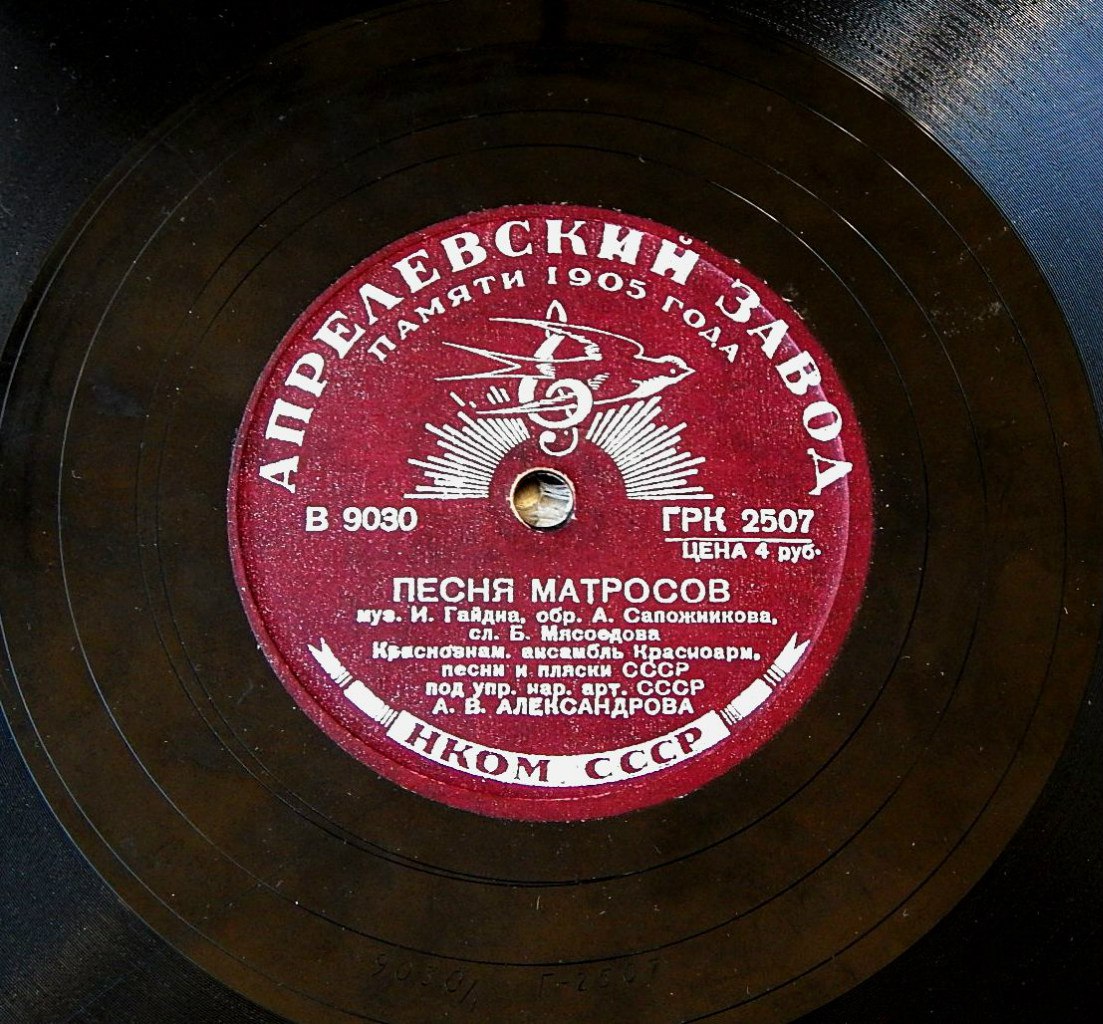 АПРЕЛЕВСКИЙ ЗАВОД
ПАМЯТИ 1905 ГОДА
В 9030
ГРК 2507
ЦЕНА 4 руб.
ПЕСНЯ МАТРОСОВ
муз. И. Гайдна, обр. А. Сапожникова,
сл. Б. Мясоедова
Краснознам. ансамбль Красноарм.
песни и пляски СССР
под упр. нар. арт. СССР
А. В. АЛЕКСАНДРОВА
НКОМ СССР
Г-2507